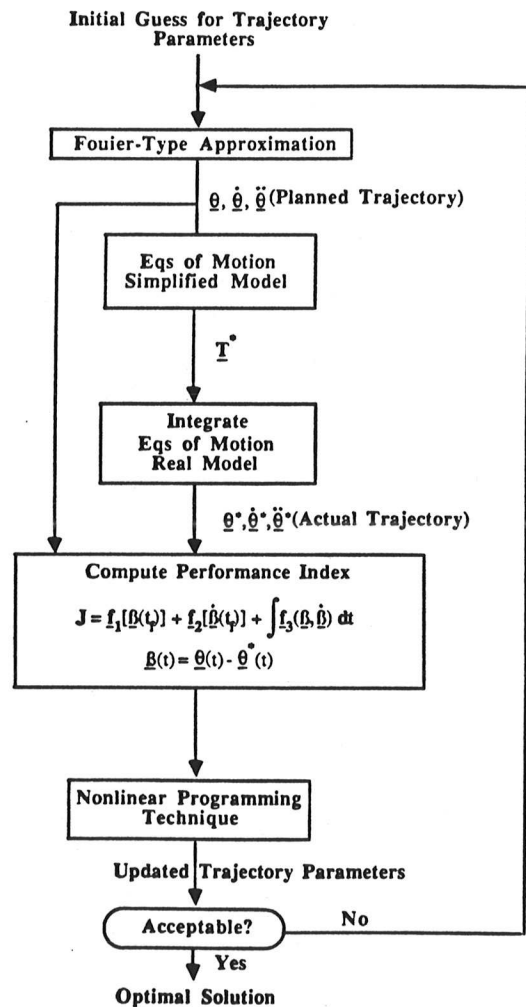 Initial Guess for Trajectory
Parameters
Fouier-Type Approximation
θ, θ̇, θ̈ (Planned Trajectory)
Eqs of Motion
Simplified Model
T*
Integrate
Eqs of Motion
Real Model
θ*, θ̇*, θ̈* (Actual Trajectory)
Compute Performance Index
J = f₁[β(t_f)] + f₂[β̇(t_f)] + ∫f₃(β, β̇) dt
β(t) = θ(t) - θ*(t)
Nonlinear Programming
Technique
Updated Trajectory Parameters
Acceptable?
No
Yes
Optimal Solution